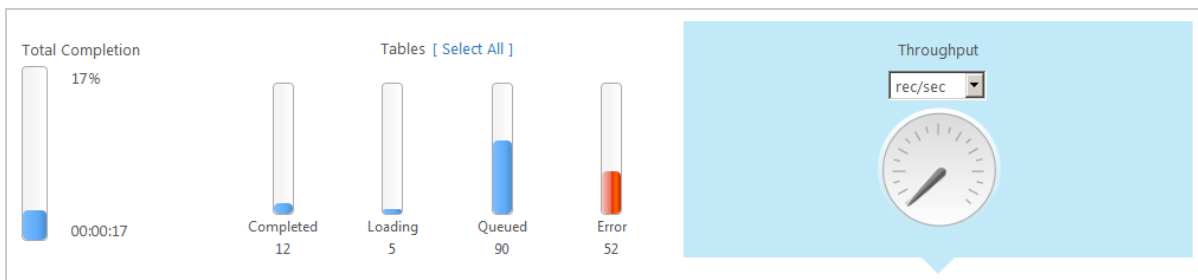 Total Completion
17%
00:00:17
Tables [ Select All ]
Completed
12
Loading
5
Queued
90
Error
52
Throughput
rec/sec